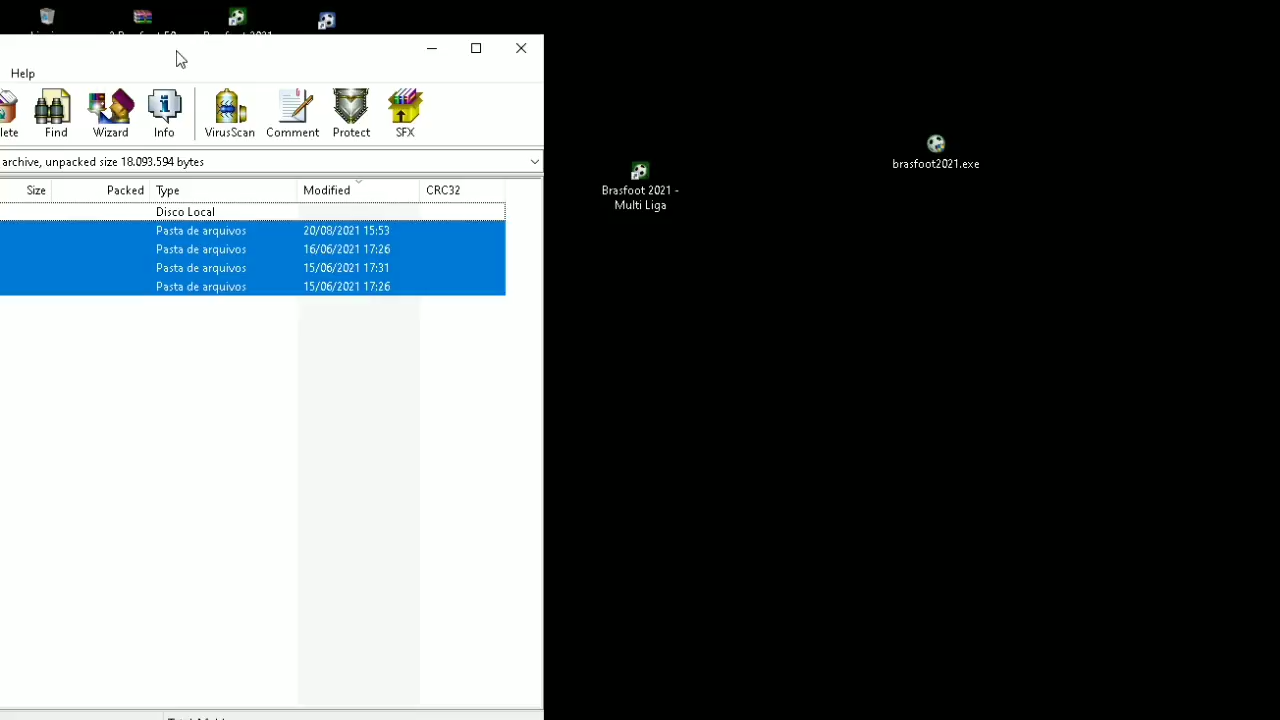 Help
lete Find Wizard Info VirusScan Comment Protect SFX
archive, unpacked size 18.093.594 bytes
Size Packed Type Modified CRC32
Disco Local
Pasta de arquivos 20/08/2021 15:53
Pasta de arquivos 16/06/2021 17:26
Pasta de arquivos 15/06/2021 17:31
Pasta de arquivos 15/06/2021 17:26
brasfoot2021.exe
Brasfoot 2021 -
Multi Liga